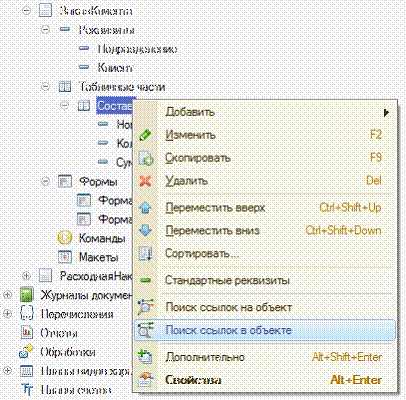 ЗаказКлиента
Реквизиты
Подразделение
Клиент
Табличные части
Состав
Ном
Кол
Сум
Формы
Форма
Форма
Команды
Макеты
РасходнаяНак
Журналы докумен
Перечисления
Отчеты
Обработки
Планы видов хара
Планы счетов
Добавить
Изменить F2
Скопировать F9
Удалить Del
Переместить вверх Ctrl+Shift+Up
Переместить вниз Ctrl+Shift+Down
Сортировать...
Стандартные реквизиты
Поиск ссылок на объект
Поиск ссылок в объекте
Дополнительно Alt+Shift+Enter
Свойства Alt+Enter